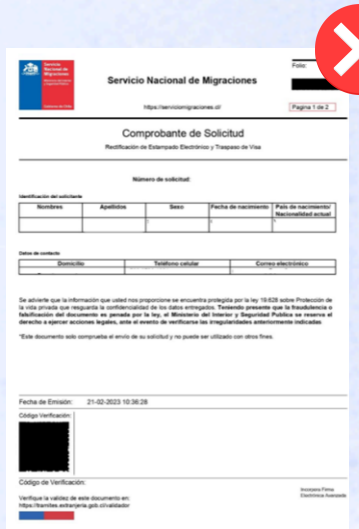 Servicio
Nacional de
Migraciones
Gobierno de Chile
Folio:
Servicio Nacional de Migraciones
https://serviciomigraciones.cl/
Pagina 1 de 2
Comprobante de Solicitud
Rectificación de Estampado Electrónico y Traspaso de Visa
Número de solicitud:
Identificación del solicitante
Nombres Apellidos Sexo Fecha de nacimiento País de nacimiento/
Nacionalidad actual
Datos de contacto
Domicilio Teléfono celular Correo electrónico
Se advierte que la información que usted nos proporcione se encuentra protegida por la ley 19.628 sobre Protección de
la vida privada que resguarda la confidencialidad de los datos entregados. Teniendo presente que la fraudulencia o
falsificación del documento es penada por la ley, el Ministerio del Interior y Seguridad Publica se reserva el
derecho a ejercer acciones legales, ante el evento de verificarse las irregularidades anteriormente indicadas
*Este documento solo comprueba el envío de su solicitud y no puede ser utilizado con otros fines.
Fecha de Emisión: 21-02-2023 10:36:28
Código Verificación:
Código de Verificación:
Verifique la validez de este documento en:
https://tramites.extranjeria.gob.cl/validador
Incorpora Firma
Electrónica Avanzada